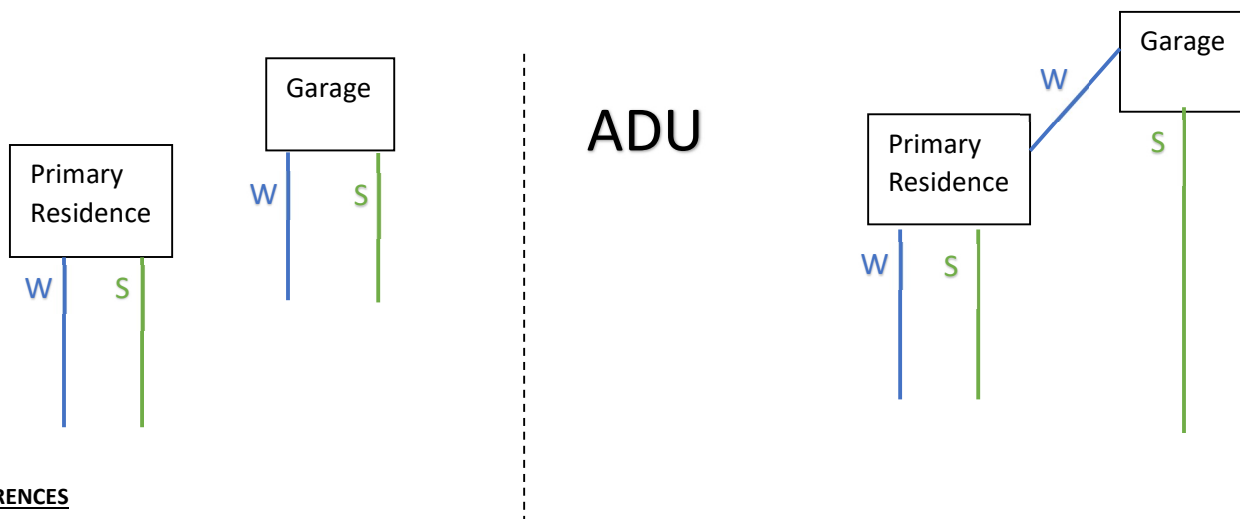 Garage
Primary
Residence
W
S
W
S
RENCES
ADU
Garage
W
Primary
Residence
S
W
S